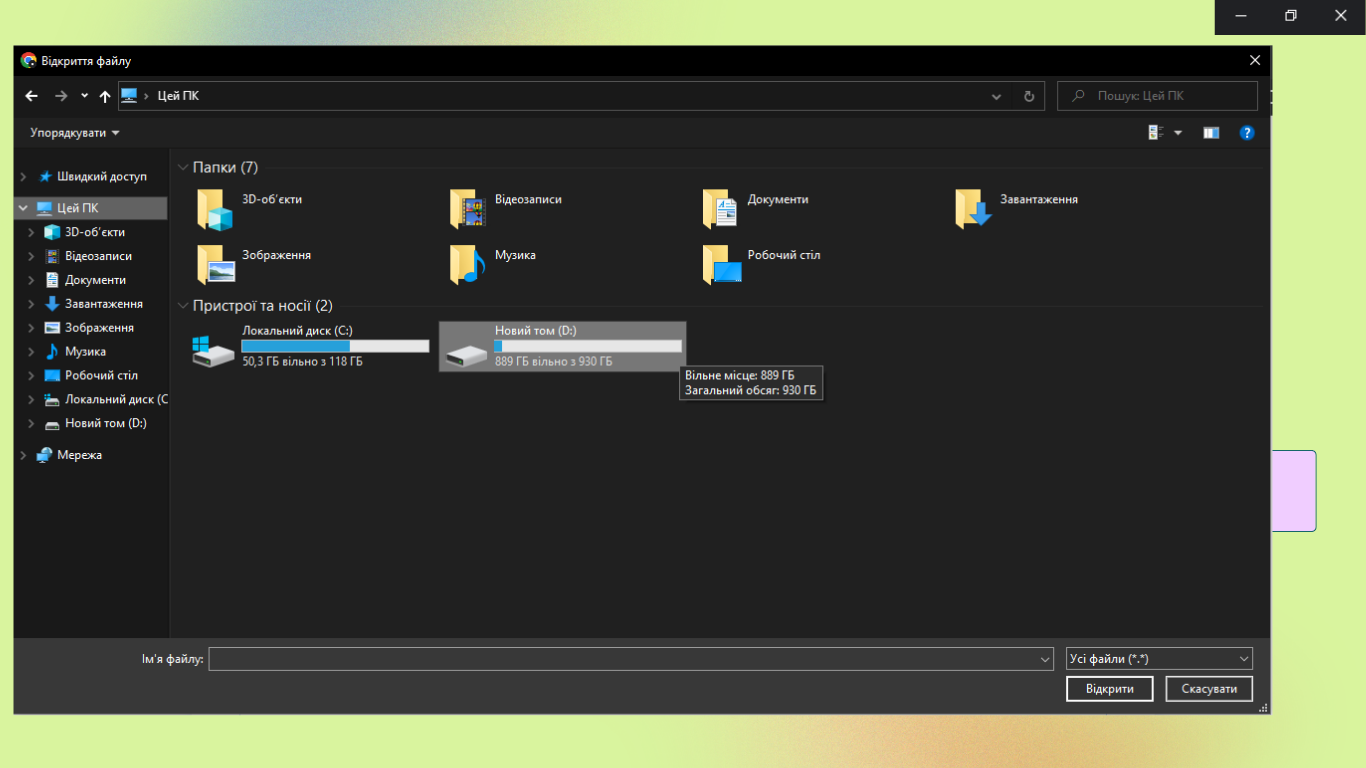 Відкриття файлу
Цей ПК
Пошук: Цей ПК
Упорядкувати
Швидкий доступ
Цей ПК
3D-об'єкти
Відеозаписи
Документи
Завантаження
Зображення
Музика
Робочий стіл
Локальний диск (C
Новий том (D:)
Мережа
Папки (7)
3D-об'єкти
Відеозаписи
Документи
Завантаження
Зображення
Музика
Робочий стіл
Пристрої та носії (2)
Локальний диск (C:)
50,3 ГБ вільно з 118 ГБ
Новий том (D:)
889 ГБ вільно з 930 ГБ
Вільне місце: 889 ГБ
Загальний обсяг: 930 ГБ
Ім'я файлу:
Усі файли (*.*)
Відкрити
Скасувати